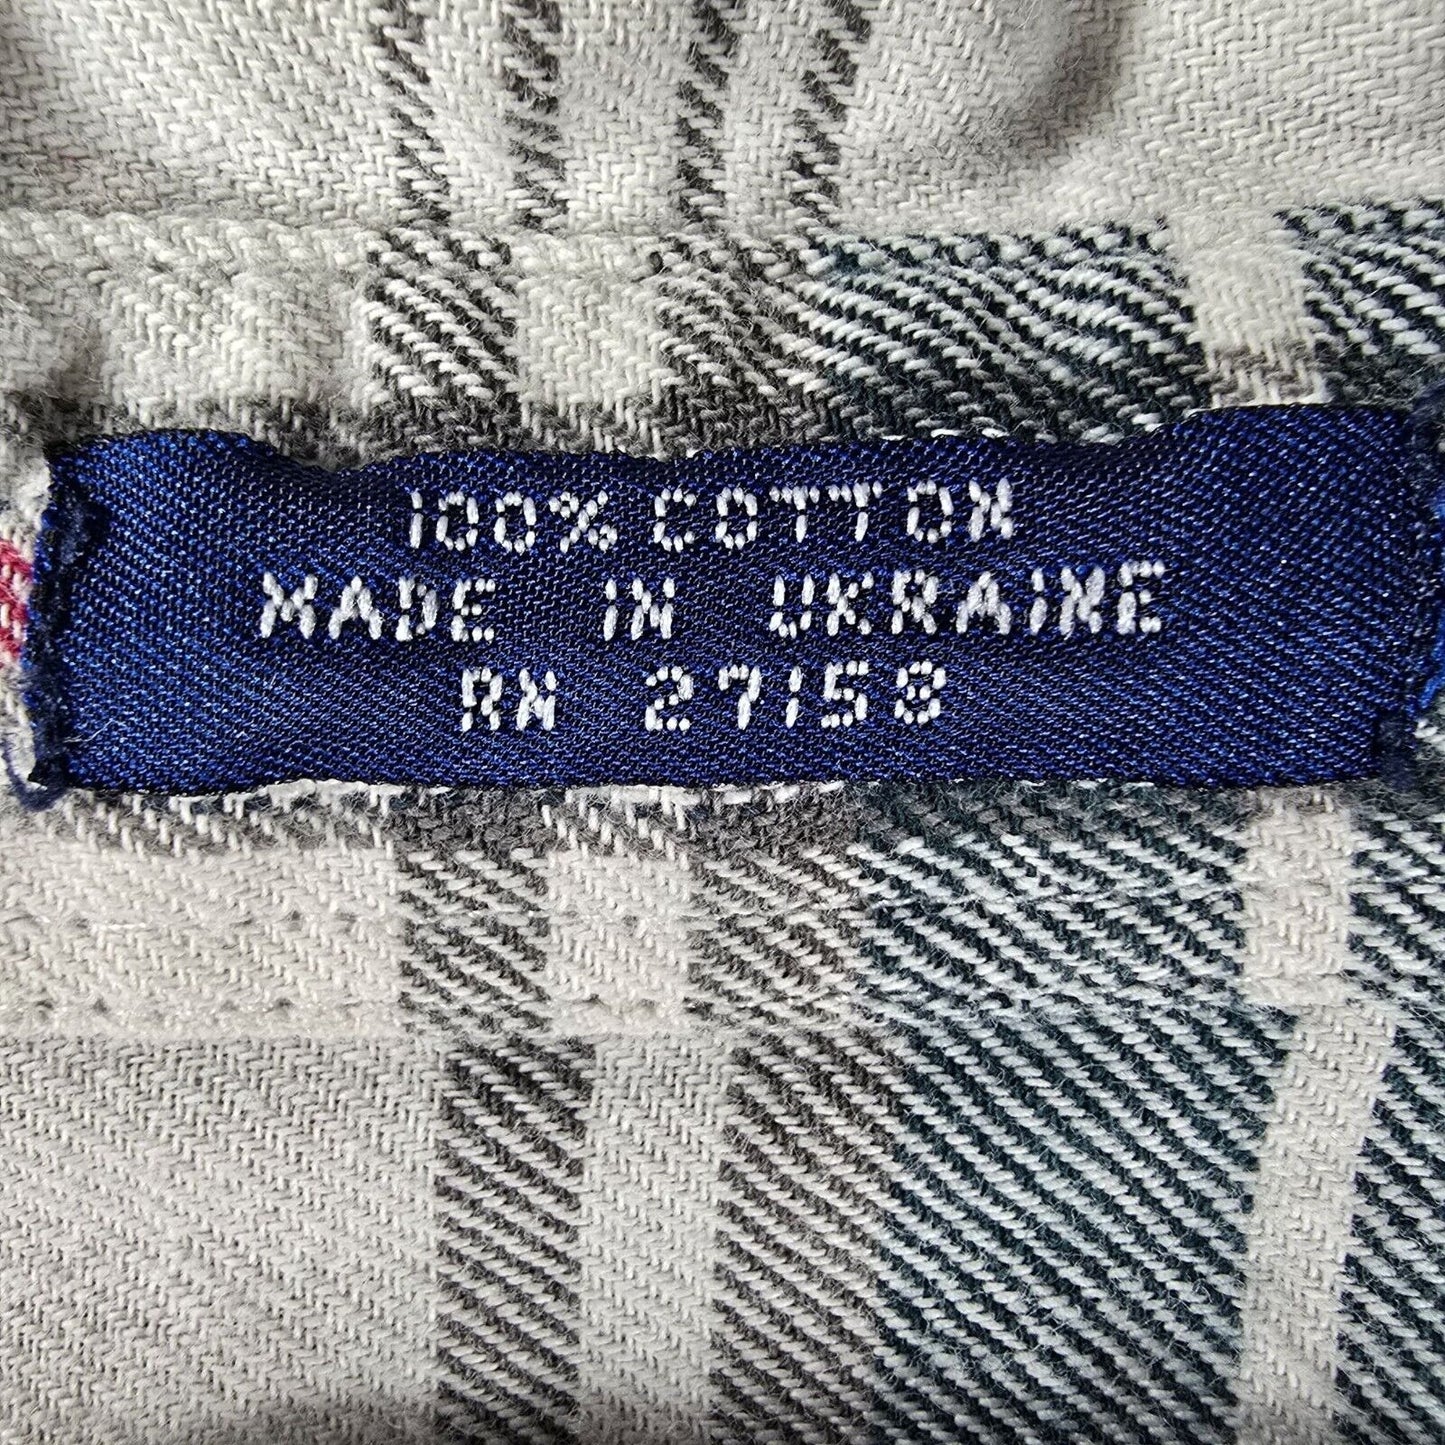 100% COTTON
MADE IN UKRAINE
RN 27158